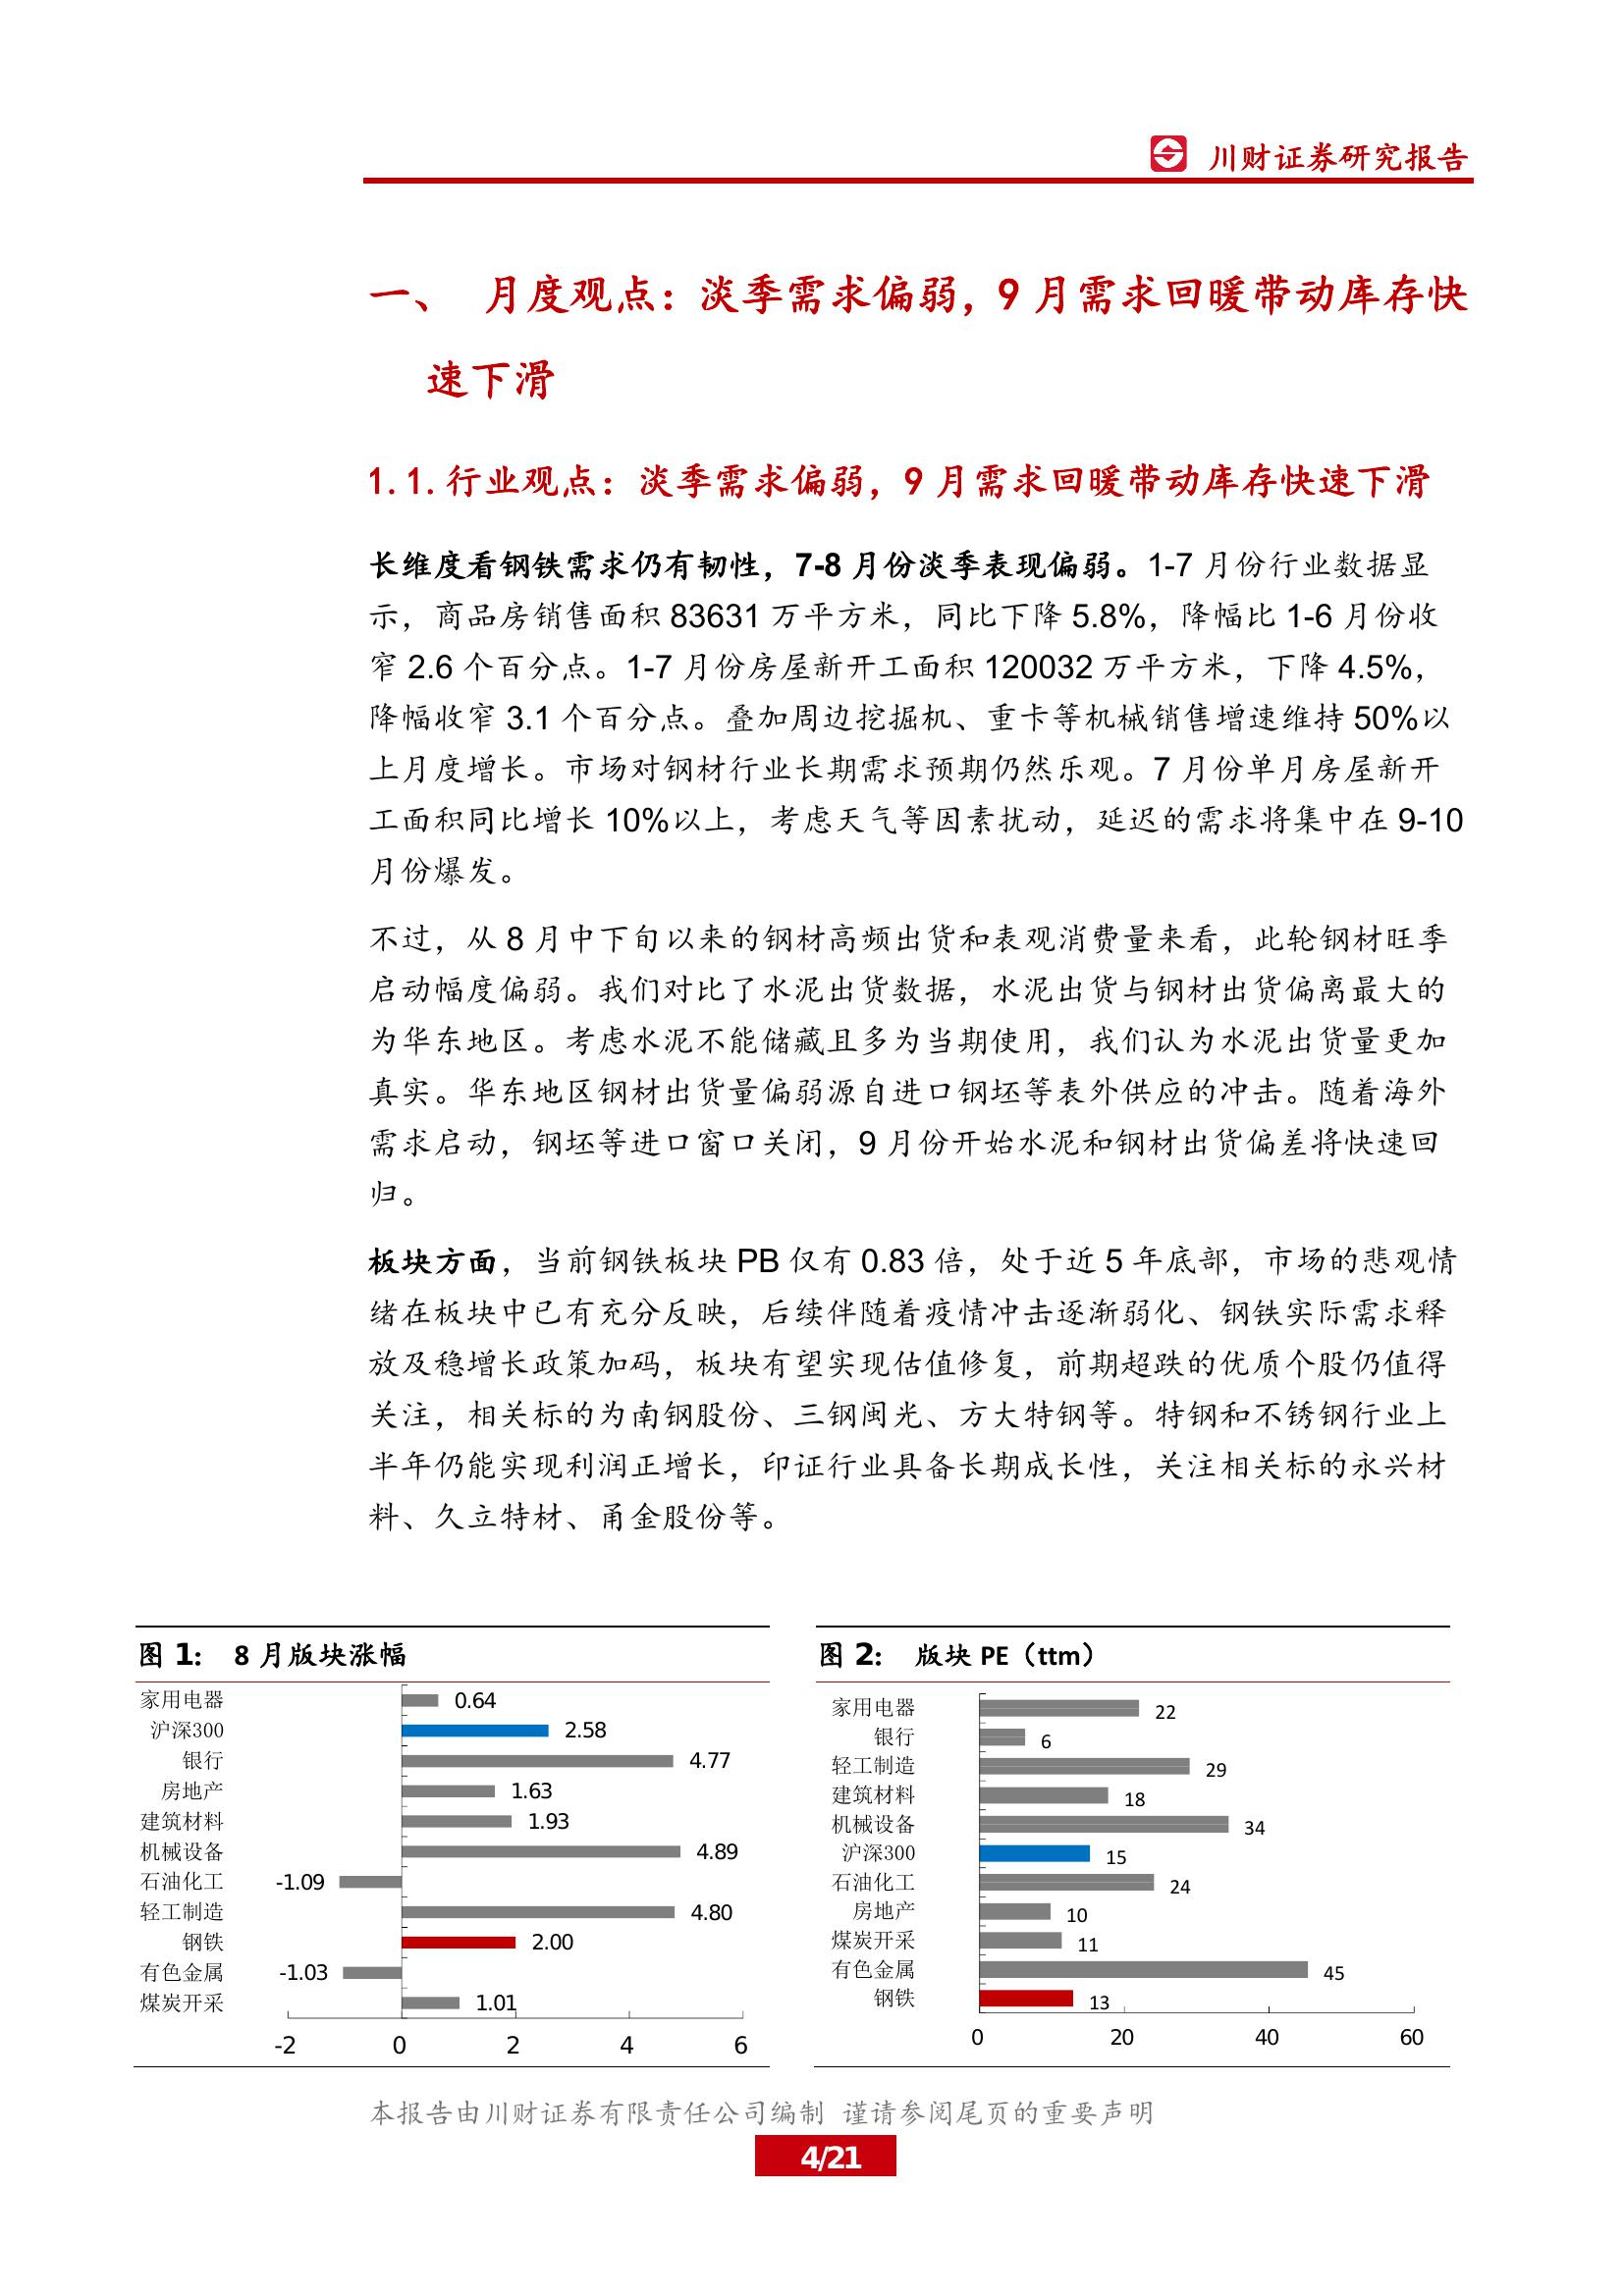 川财证券研究报告
一、 月度观点：淡季需求偏弱，9 月需求回暖带动库存快
速下滑
1.1.行业观点：淡季需求偏弱，9 月需求回暖带动库存快速下滑
长维度看钢铁需求仍有韧性，7-8 月份淡季表现偏弱。1-7 月份行业数据显
示，商品房销售面积 83631 万平方米，同比下降 5.8%，降幅比 1-6 月份收
窄 2.6 个百分点。1-7 月份房屋新开工面积 120032 万平方米，下降 4.5%，
降幅收窄 3.1 个百分点。叠加周边挖掘机、重卡等机械销售增速维持 50%以
上月度增长。市场对钢材行业长期需求预期仍然乐观。7 月份单月房屋新开
工面积同比增长 10%以上，考虑天气等因素扰动，延迟的需求将集中在 9-10
月份爆发。
不过，从 8 月中下旬以来的钢材高频出货和表观消费量来看，此轮钢材旺季
启动幅度偏弱。我们对比了水泥出货数据，水泥出货与钢材出货偏离最大的
为华东地区。考虑水泥不能储藏且多为当期使用，我们认为水泥出货量更加
真实。华东地区钢材出货量偏弱源自进口钢坯等表外供应的冲击。随着海外
需求启动，钢坯等进口窗口关闭，9 月份开始水泥和钢材出货偏差将快速回
归。
板块方面，当前钢铁板块 PB 仅有 0.83 倍，处于近 5 年底部，市场的悲观情
绪在板块中已有充分反映，后续伴随着疫情冲击逐渐弱化、钢铁实际需求释
放及稳增长政策加码，板块有望实现估值修复，前期超跌的优质个股仍值得
关注，相关标的为南钢股份、三钢闽光、方大特钢等。特钢和不锈钢行业上
半年仍能实现利润正增长，印证行业具备长期成长性，关注相关标的永兴材
料、久立特材、甬金股份等。
图 1： 8 月版块涨幅
家用电器 0.64
沪深300 2.58
银行 4.77
房地产 1.63
建筑材料 1.93
机械设备 4.89
石油化工 -1.09
轻工制造 4.80
钢铁 2.00
有色金属 -1.03
煤炭开采 1.01
-2 0 2 4 6
图 2： 版块 PE（ttm）
家用电器 22
银行 6
轻工制造 29
建筑材料 18
机械设备 34
沪深300 15
石油化工 24
房地产 10
煤炭开采 11
有色金属 45
钢铁 13
0 20 40 60
本报告由川财证券有限责任公司编制 谨请参阅尾页的重要声明
4/21